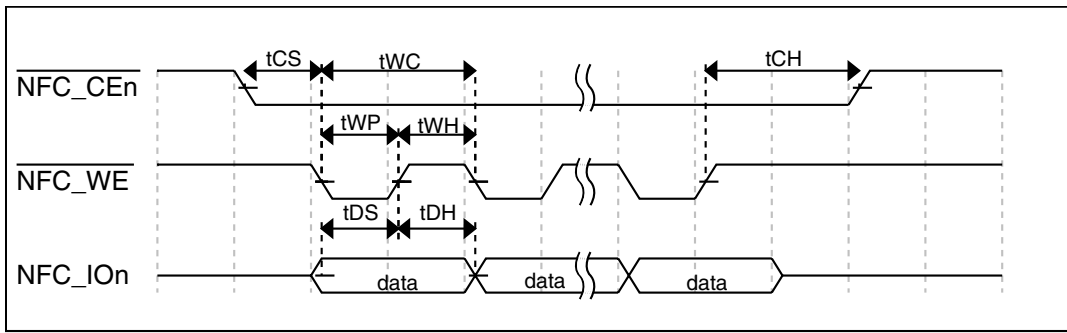 tCS tWC tCH
NFC_CEn
tWP tWH
NFC_WE
tDS tDH
NFC_IOn
data data data